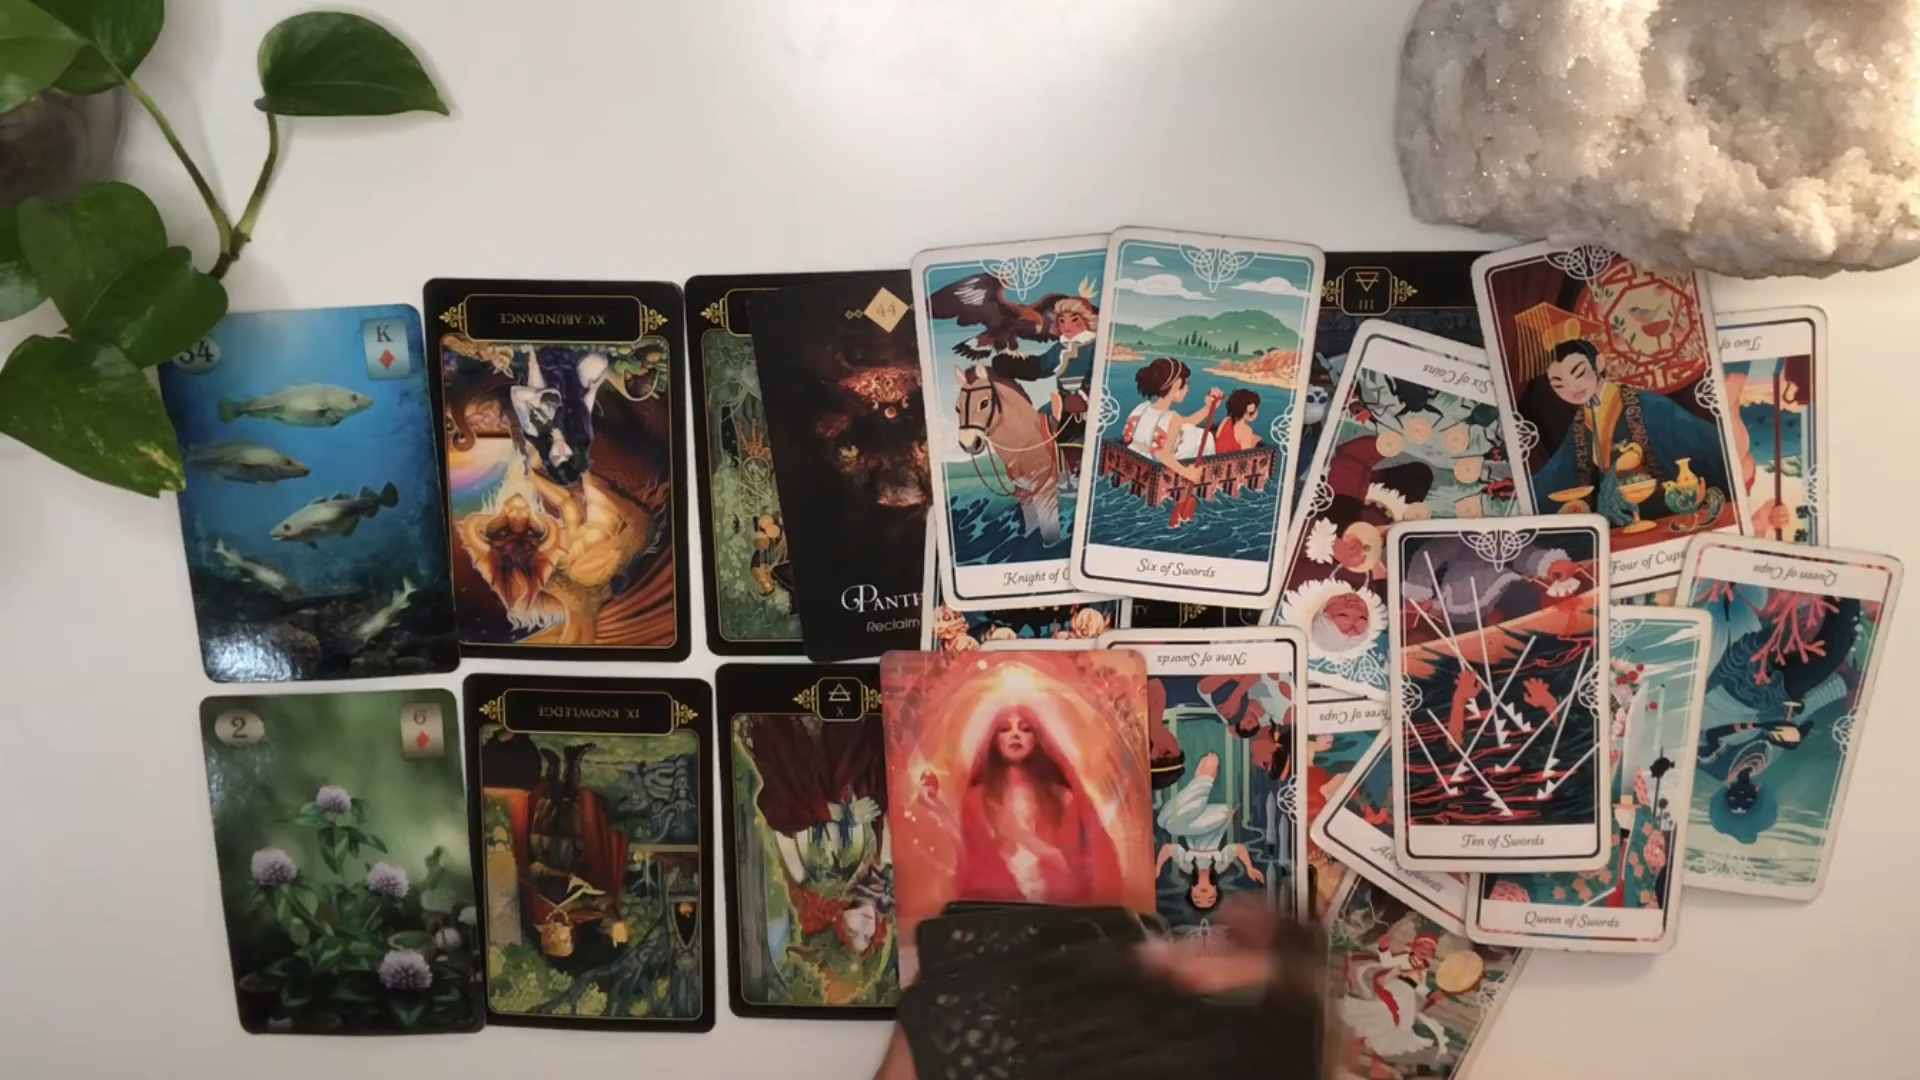 34
K
XV. ABUNDANCE
44
PANTH
Reclaim
Knight of C
Six of Swords
III
Six of Coins
Four of Cups
Two of
TY
2
6
IX. KNOWLEDGE
X
Nine of Swords
Three of Cups
Ten of Swords
Queen of Swords
Queen of Cups